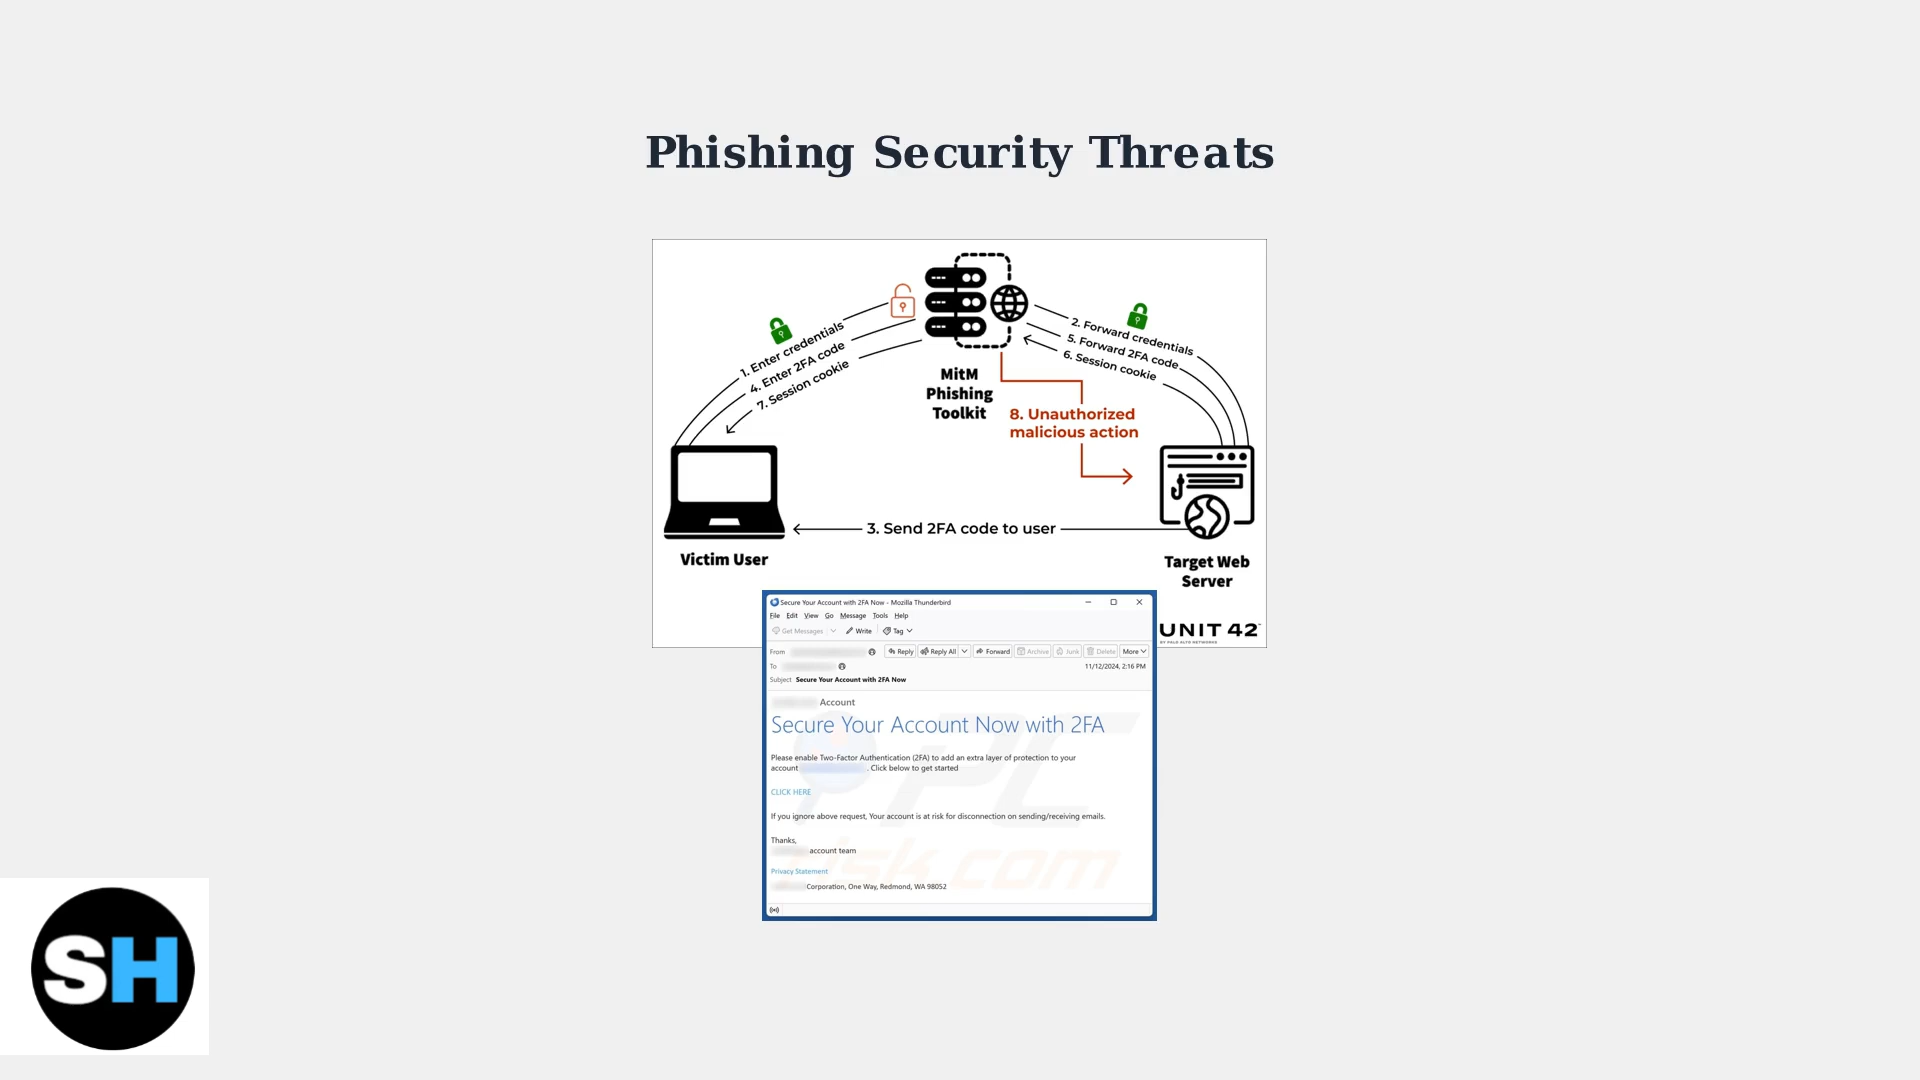 Phishing Security Threats
1. Enter credentials
4. Enter 2FA code
7. Session cookie
MitM
Phishing
Toolkit
2. Forward credentials
5. Forward 2FA code
6. Session cookie
8. Unauthorized
malicious action
3. Send 2FA code to user
Victim User
Target Web
Server
UNIT 42
BY PALO ALTO NETWORKS
Secure Your Account with 2FA Now - Mozilla Thunderbird
File Edit View Go Message Tools Help
Get Messages Write Tag
From Reply Reply All Forward Archive Junk Delete More
To 11/12/2024, 2:16 PM
Subject Secure Your Account with 2FA Now
Account
Secure Your Account Now with 2FA
Please enable Two-Factor Authentication (2FA) to add an extra layer of protection to your
account . Click below to get started
CLICK HERE
If you ignore above request, Your account is at risk for disconnection on sending/receiving emails.
Thanks,
account team
Privacy Statement
Corporation, One Way, Redmond, WA 98052
PC
risk.com
SH